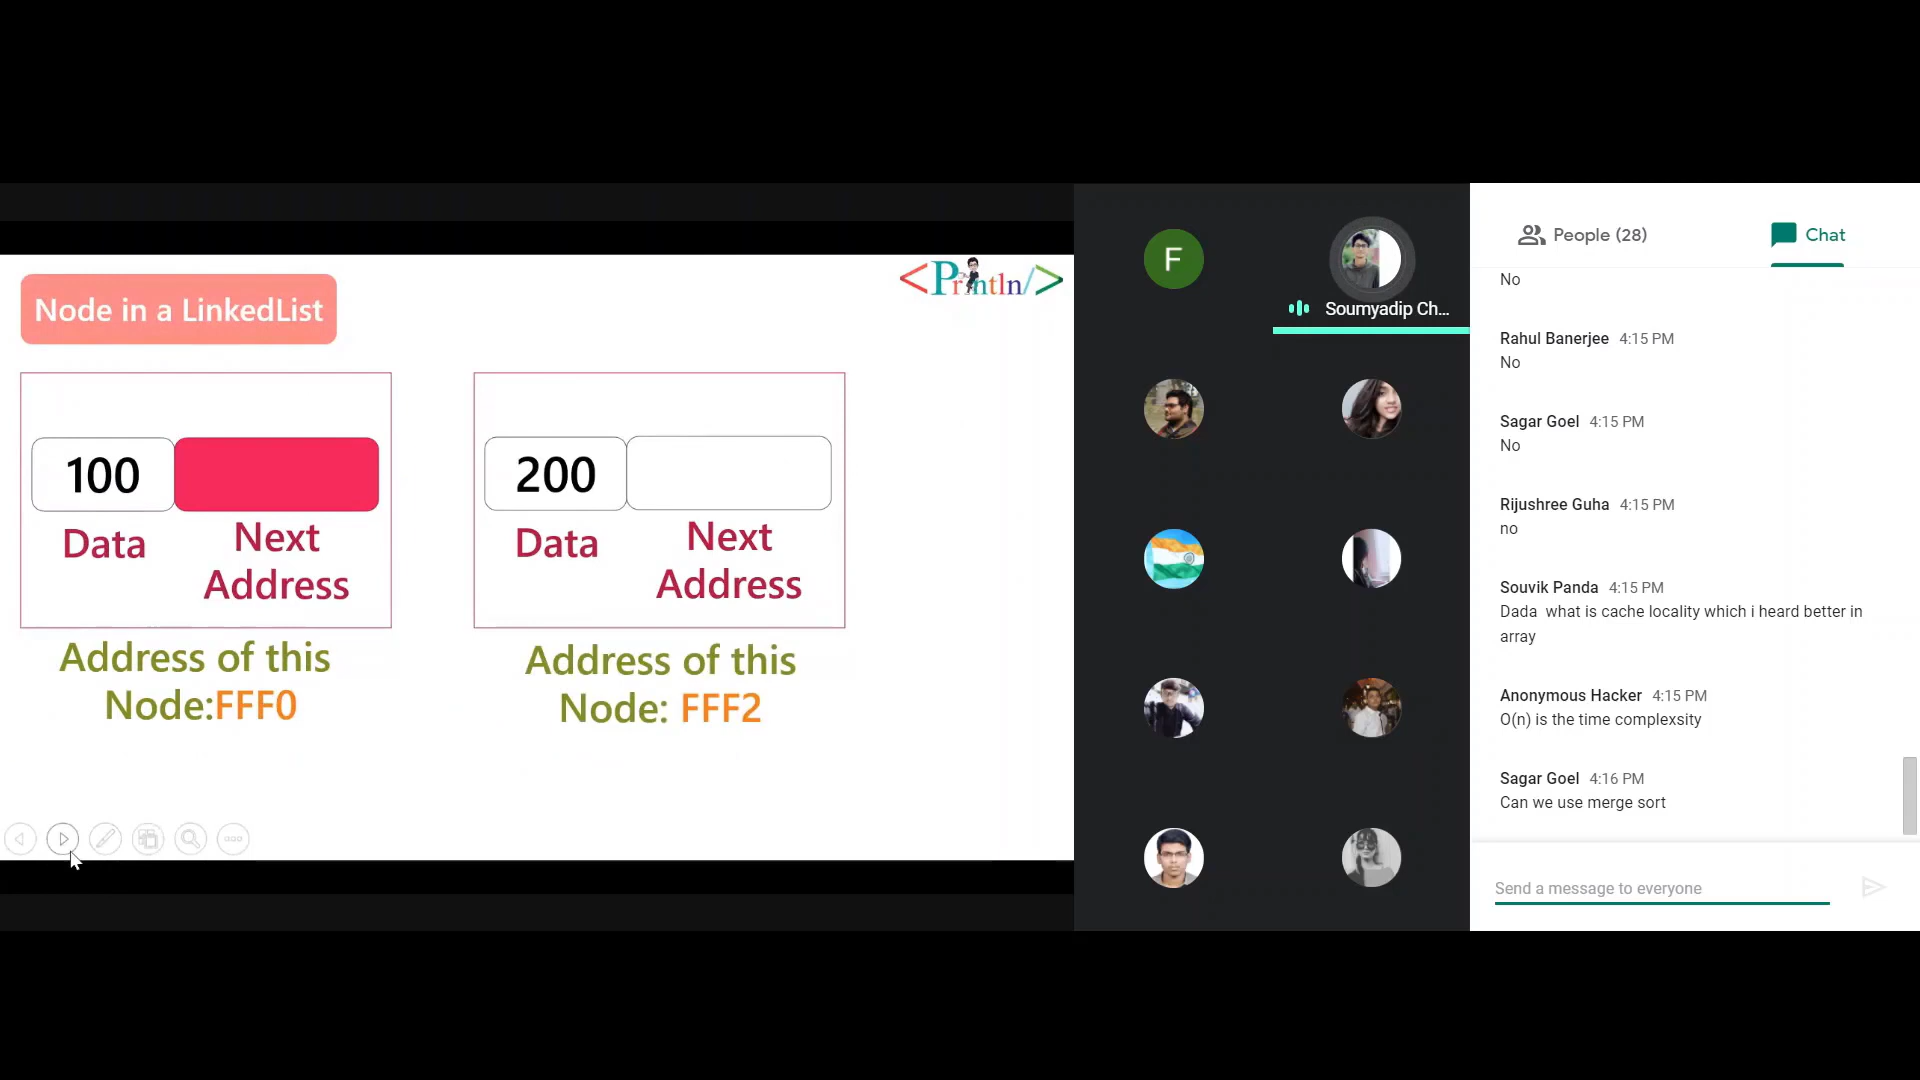 Node in a LinkedList
<Println/>
100
Data
Next
Address
Address of this
Node:FFF0
200
Data
Next
Address
Address of this
Node: FFF2
F
Soumyadip Ch...
People (28)
Chat
No
Rahul Banerjee 4:15 PM
No
Sagar Goel 4:15 PM
No
Rijushree Guha 4:15 PM
no
Souvik Panda 4:15 PM
Dada what is cache locality which i heard better in
array
Anonymous Hacker 4:15 PM
O(n) is the time complexsity
Sagar Goel 4:16 PM
Can we use merge sort
Send a message to everyone